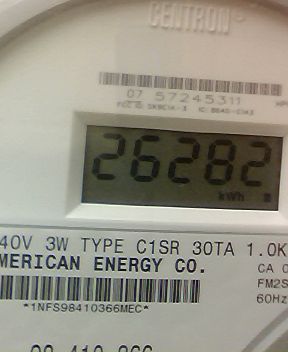 CENTRON
07 57245311
26282
kWh
40V 3W TYPE C1SR 30TA 1.0K
MERICAN ENERGY CO.
CA 0
FM2S
*1NFS98410366MEC*
60Hz